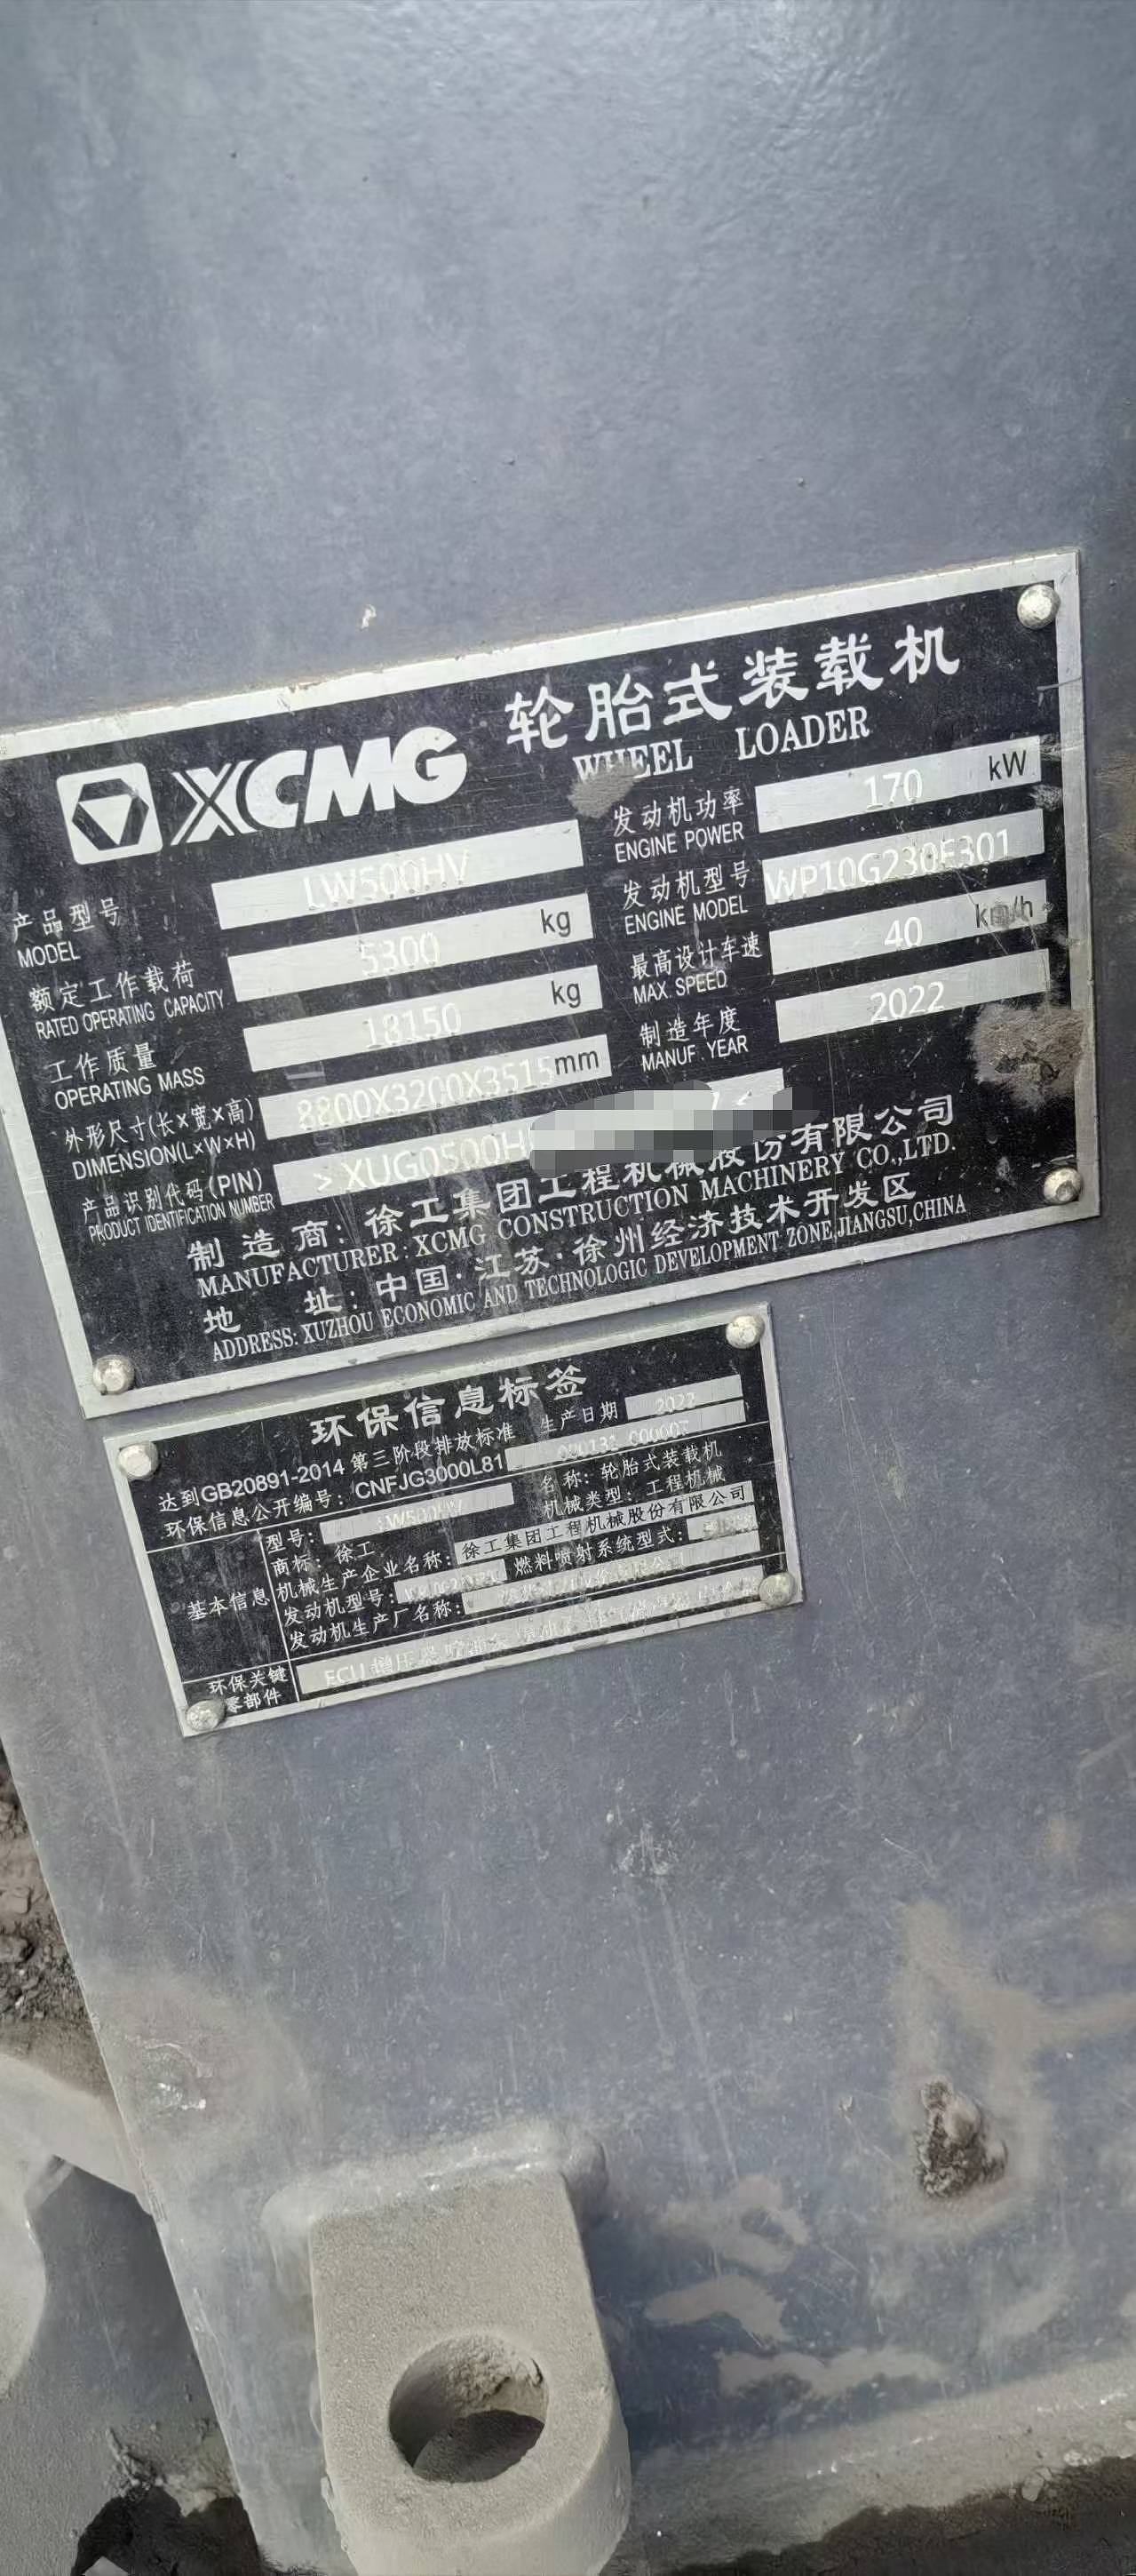 XCMG 轮胎式装载机
WHEEL LOADER
产品型号 LW500HV
MODEL
额定工作载荷 5300 kg
RATED OPERATING CAPACITY
工作质量 18150 kg
OPERATING MASS
外形尺寸(长×宽×高) 8800X3200X3515mm
DIMENSION(L×W×H)
产品识别代码(PIN) >XUG0500H
PRODUCT IDENTIFICATION NUMBER
发动机功率 170 kW
ENGINE POWER
发动机型号 WP10G230E301
ENGINE MODEL
最高设计车速 40 km/h
MAX. SPEED
制造年度 2022
MANUF. YEAR
制造商:徐工集团工程机械股份有限公司
MANUFACTURER:XCMG CONSTRUCTION MACHINERY CO.,LTD.
地址:中国·江苏·徐州经济技术开发区
ADDRESS: XUZHOU ECONOMIC AND TECHNOLOGIC DEVELOPMENT ZONE,JIANGSU,CHINA
环保信息标签
达到GB20891-2014 第三阶段排放标准 生产日期 2022
环保信息公开编号:CNFJG3000L81
基本信息
型号: LW500HV 名称:轮胎式装载机
商标:徐工 机械类型:工程机械
机械生产企业名称:徐工集团工程机械股份有限公司
发动机型号: 燃料喷射系统型式:
发动机生产厂名称:
环保关键零部件 ECU 增压器